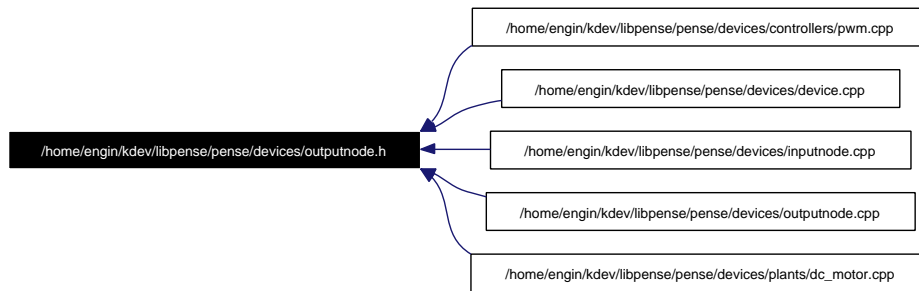 /home/engin/kdev/libpense/pense/devices/controllers/pwm.cpp
/home/engin/kdev/libpense/pense/devices/device.cpp
/home/engin/kdev/libpense/pense/devices/outputnode.h
/home/engin/kdev/libpense/pense/devices/inputnode.cpp
/home/engin/kdev/libpense/pense/devices/outputnode.cpp
/home/engin/kdev/libpense/pense/devices/plants/dc_motor.cpp